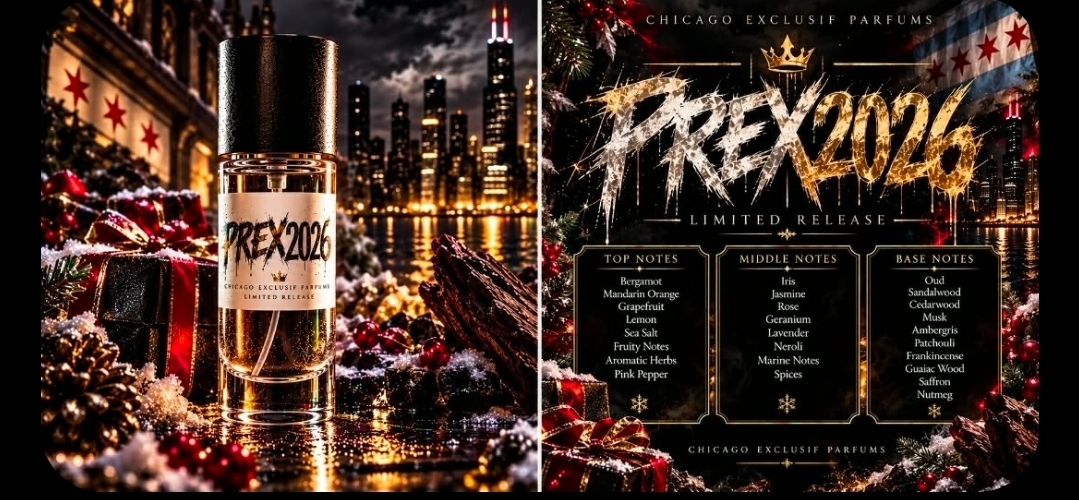 PREX2026
CHICAGO EXCLUSIF PARFUMS
LIMITED RELEASE
CHICAGO EXCLUSIF PARFUMS
PREX2026
LIMITED RELEASE
TOP NOTES
Bergamot
Mandarin Orange
Grapefruit
Lemon
Sea Salt
Fruity Notes
Aromatic Herbs
Pink Pepper
MIDDLE NOTES
Iris
Jasmine
Rose
Geranium
Lavender
Neroli
Marine Notes
Spices
BASE NOTES
Oud
Sandalwood
Cedarwood
Musk
Ambergris
Patchouli
Frankincense
Guaiac Wood
Saffron
Nutmeg
CHICAGO EXCLUSIF PARFUMS